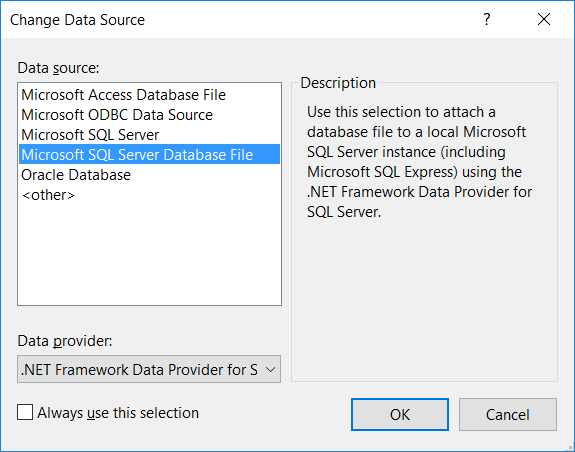 Change Data Source
?
Data source:
Microsoft Access Database File
Microsoft ODBC Data Source
Microsoft SQL Server
Microsoft SQL Server Database File
Oracle Database
<other>
Description
Use this selection to attach a
database file to a local Microsoft
SQL Server instance (including
Microsoft SQL Express) using the
.NET Framework Data Provider for
SQL Server.
Data provider:
.NET Framework Data Provider for S
Always use this selection
OK
Cancel